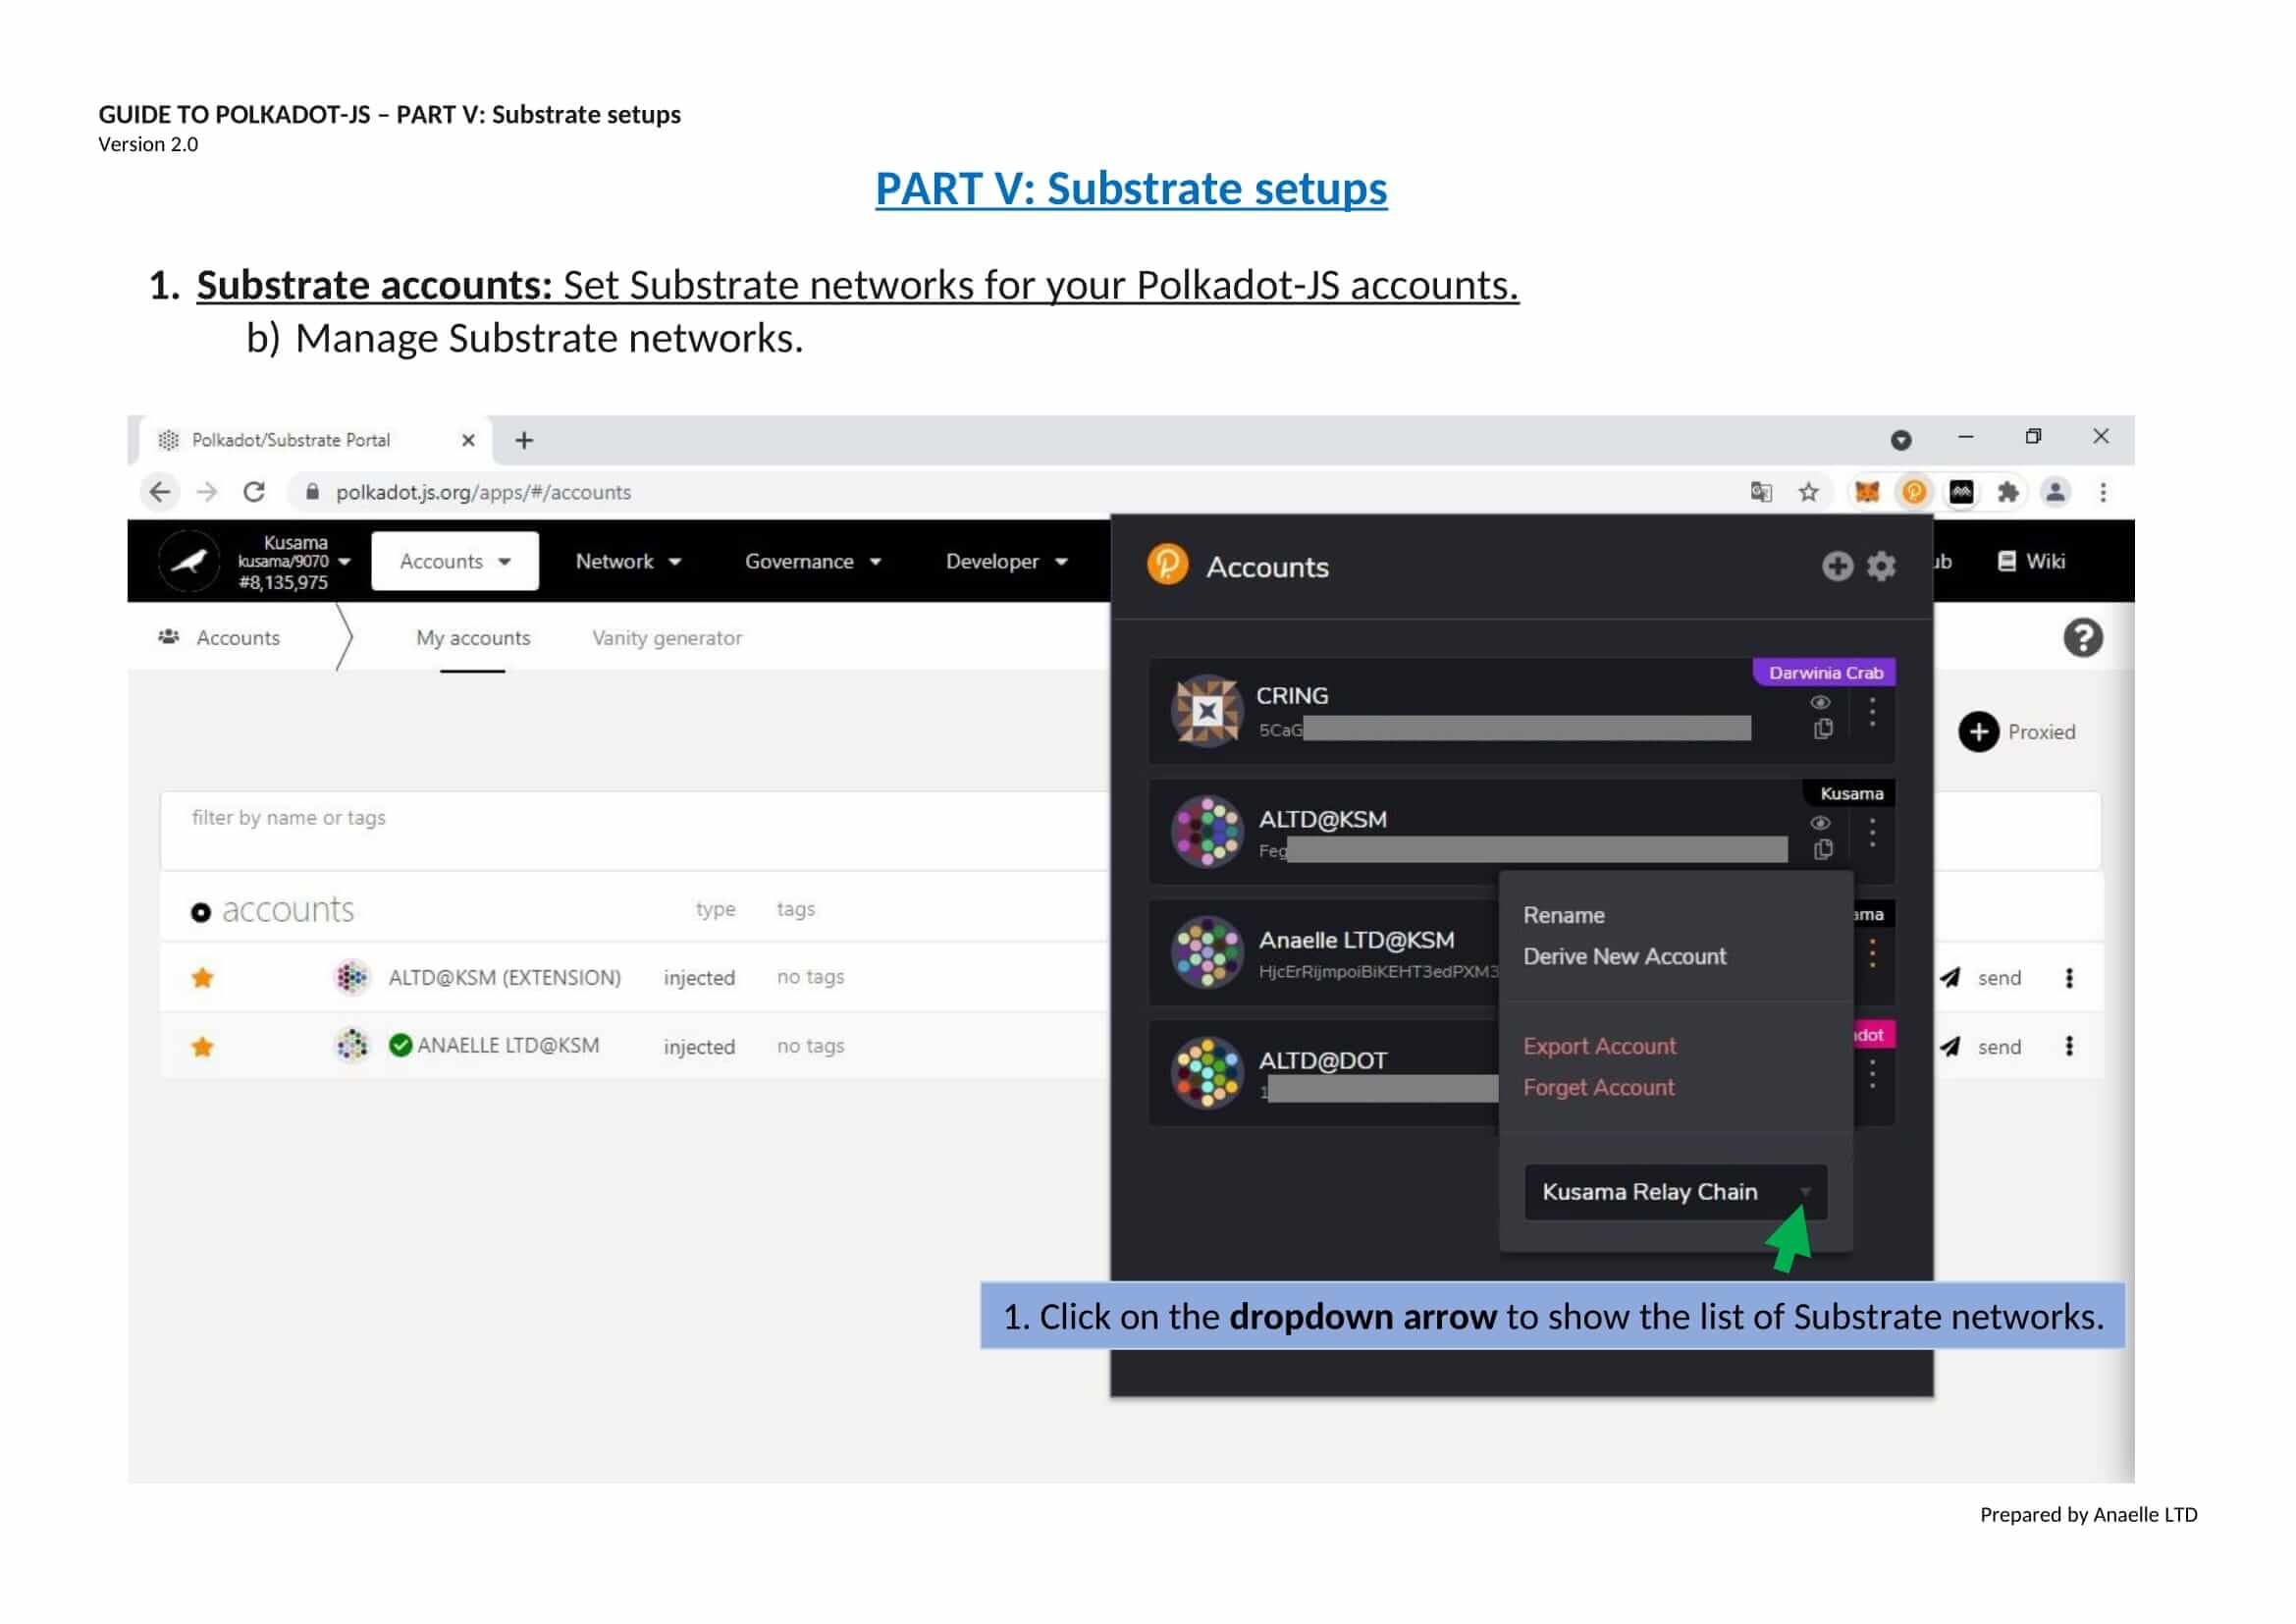 GUIDE TO POLKADOT-JS – PART V: Substrate setups
Version 2.0
PART V: Substrate setups
1. Substrate accounts: Set Substrate networks for your Polkadot-JS accounts.
b) Manage Substrate networks.
Polkadot/Substrate Portal
polkadot.js.org/apps/#/accounts
Kusama
kusama/9070
#8,135,975
Accounts
Network
Governance
Developer
Accounts
ub
Wiki
Accounts
My accounts
Vanity generator
Darwinia Crab
CRING
5CaG
Proxied
Kusama
ALTD@KSM
Feg
filter by name or tags
Rename
ama
Derive New Account
Anaelle LTD@KSM
HjcErRijmpoiBiKEHT3edPXM3
accounts
type
tags
ALTD@KSM (EXTENSION)
injected
no tags
send
ANAELLE LTD@KSM
injected
no tags
send
Export Account
Forget Account
dot
ALTD@DOT
1
Kusama Relay Chain
1. Click on the dropdown arrow to show the list of Substrate networks.
Prepared by Anaelle LTD